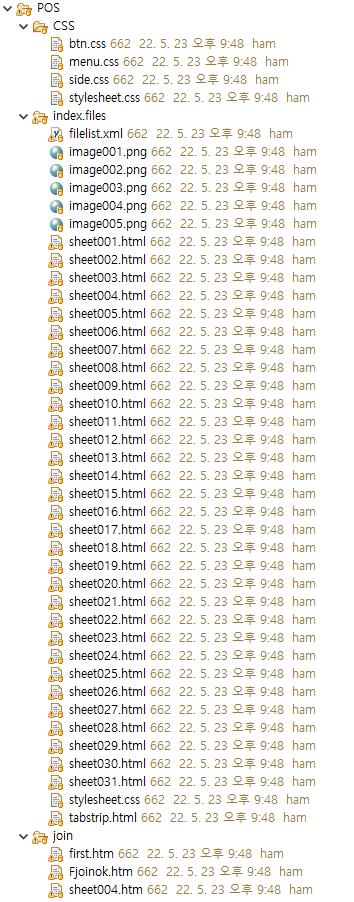 POS
CSS
btn.css 662 22. 5. 23 오후 9:48 ham
menu.css 662 22. 5. 23 오후 9:48 ham
side.css 662 22. 5. 23 오후 9:48 ham
stylesheet.css 662 22. 5. 23 오후 9:48 ham
index.files
filelist.xml 662 22. 5. 23 오후 9:48 ham
image001.png 662 22. 5. 23 오후 9:48 ham
image002.png 662 22. 5. 23 오후 9:48 ham
image003.png 662 22. 5. 23 오후 9:48 ham
image004.png 662 22. 5. 23 오후 9:48 ham
image005.png 662 22. 5. 23 오후 9:48 ham
sheet001.html 662 22. 5. 23 오후 9:48 ham
sheet002.html 662 22. 5. 23 오후 9:48 ham
sheet003.html 662 22. 5. 23 오후 9:48 ham
sheet004.html 662 22. 5. 23 오후 9:48 ham
sheet005.html 662 22. 5. 23 오후 9:48 ham
sheet006.html 662 22. 5. 23 오후 9:48 ham
sheet007.html 662 22. 5. 23 오후 9:48 ham
sheet008.html 662 22. 5. 23 오후 9:48 ham
sheet009.html 662 22. 5. 23 오후 9:48 ham
sheet010.html 662 22. 5. 23 오후 9:48 ham
sheet011.html 662 22. 5. 23 오후 9:48 ham
sheet012.html 662 22. 5. 23 오후 9:48 ham
sheet013.html 662 22. 5. 23 오후 9:48 ham
sheet014.html 662 22. 5. 23 오후 9:48 ham
sheet015.html 662 22. 5. 23 오후 9:48 ham
sheet016.html 662 22. 5. 23 오후 9:48 ham
sheet017.html 662 22. 5. 23 오후 9:48 ham
sheet018.html 662 22. 5. 23 오후 9:48 ham
sheet019.html 662 22. 5. 23 오후 9:48 ham
sheet020.html 662 22. 5. 23 오후 9:48 ham
sheet021.html 662 22. 5. 23 오후 9:48 ham
sheet022.html 662 22. 5. 23 오후 9:48 ham
sheet023.html 662 22. 5. 23 오후 9:48 ham
sheet024.html 662 22. 5. 23 오후 9:48 ham
sheet025.html 662 22. 5. 23 오후 9:48 ham
sheet026.html 662 22. 5. 23 오후 9:48 ham
sheet027.html 662 22. 5. 23 오후 9:48 ham
sheet028.html 662 22. 5. 23 오후 9:48 ham
sheet029.html 662 22. 5. 23 오후 9:48 ham
sheet030.html 662 22. 5. 23 오후 9:48 ham
sheet031.html 662 22. 5. 23 오후 9:48 ham
stylesheet.css 662 22. 5. 23 오후 9:48 ham
tabstrip.html 662 22. 5. 23 오후 9:48 ham
join
first.htm 662 22. 5. 23 오후 9:48 ham
Fjoinok.htm 662 22. 5. 23 오후 9:48 ham
sheet004.htm 662 22. 5. 23 오후 9:48 ham